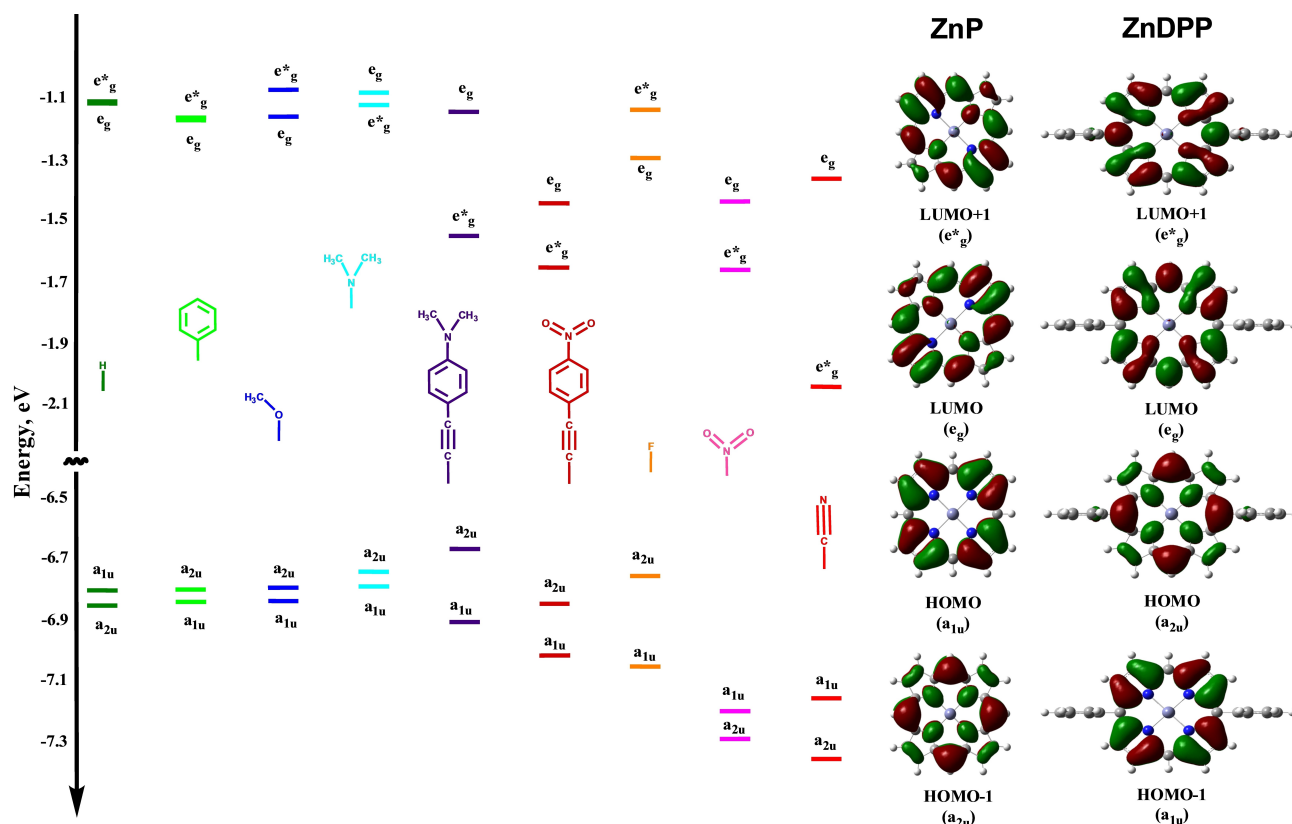 ZnP
ZnDPP
Energy, eV
-1.1
-1.3
-1.5
-1.7
-1.9
-2.1
-6.5
-6.7
-6.9
-7.1
-7.3
e*g
eg
e*g
eg
e*g
eg
eg
e*g
e*g
eg
e*g
eg
e*g
eg
e*g
eg
e*g
H
H3C
O
H3C
CH3
N
H3C
CH3
N
C
C
O
O
N
C
C
F
O
O
N
N
C
a1u
a2u
a2u
a1u
a2u
a1u
a2u
a1u
a2u
a1u
a2u
a1u
a2u
a1u
a1u
a2u
a1u
a2u
LUMO+1
(e*g)
LUMO
(eg)
HOMO
(a1u)
HOMO-1
(a2u)
LUMO+1
(e*g)
LUMO
(eg)
HOMO
(a2u)
HOMO-1
(a1u)